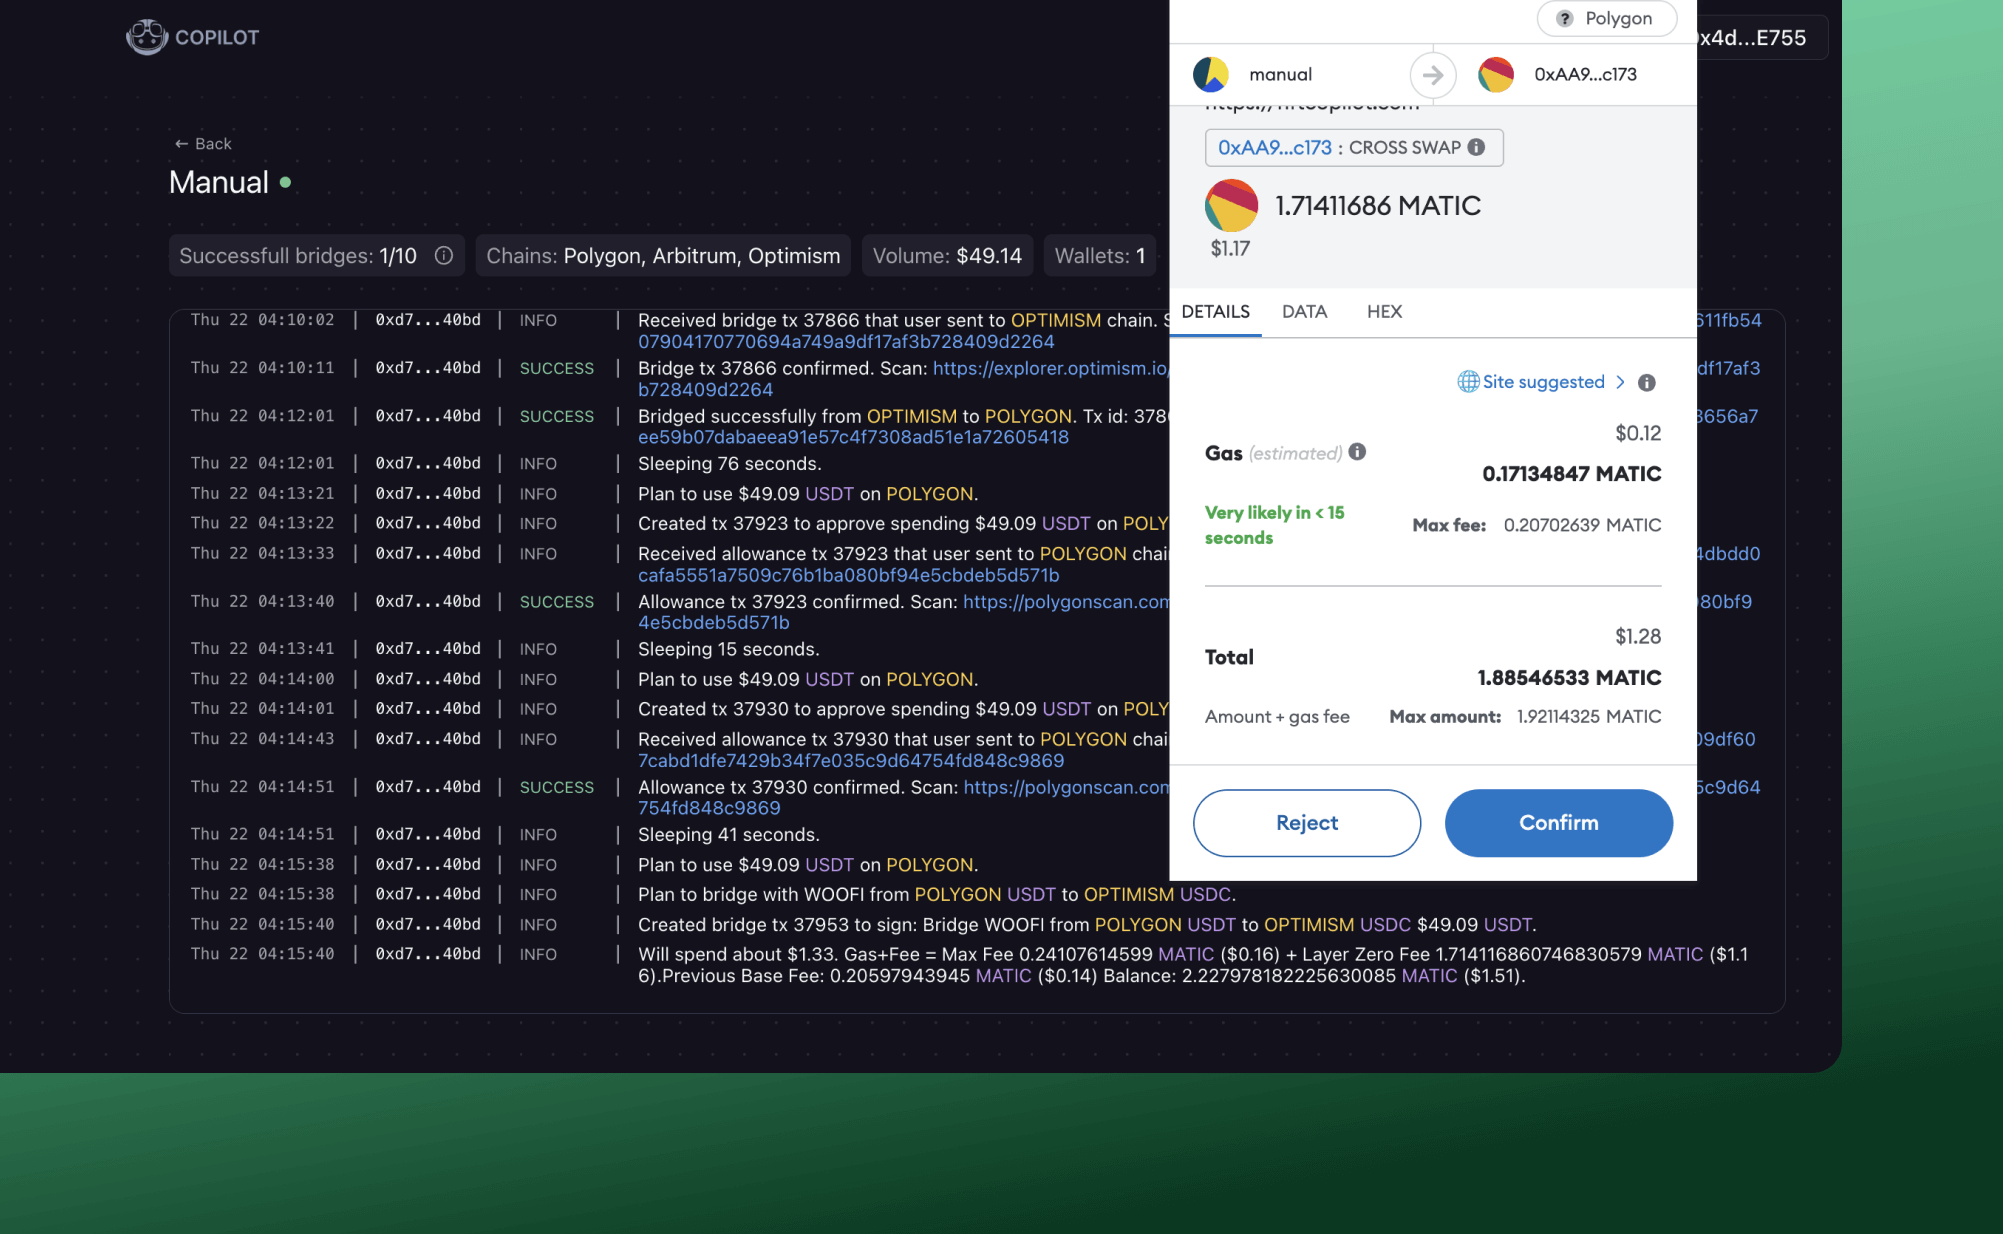 COPILOT
x4d...E755
← Back
Manual
Successfull bridges: 1/10
Chains: Polygon, Arbitrum, Optimism
Volume: $49.14
Wallets: 1
Thu 22 04:10:02 | 0xd7...40bd | INFO | Received bridge tx 37866 that user sent to OPTIMISM chain. 611fb54
07904170770694a749a9df17af3b728409d2264
Thu 22 04:10:11 | 0xd7...40bd | SUCCESS | Bridge tx 37866 confirmed. Scan: https://explorer.optimism.io/ df17af3
b728409d2264
Thu 22 04:12:01 | 0xd7...40bd | SUCCESS | Bridged successfully from OPTIMISM to POLYGON. Tx id: 3656a7
ee59b07dabaeea91e57c4f7308ad51e1a72605418
Thu 22 04:12:01 | 0xd7...40bd | INFO | Sleeping 76 seconds.
Thu 22 04:13:21 | 0xd7...40bd | INFO | Plan to use $49.09 USDT on POLYGON.
Thu 22 04:13:22 | 0xd7...40bd | INFO | Created tx 37923 to approve spending $49.09 USDT on POLY
Thu 22 04:13:33 | 0xd7...40bd | INFO | Received allowance tx 37923 that user sent to POLYGON chai 4dbdd0
cafa5551a7509c76b1ba080bf94e5cbdeb5d571b
Thu 22 04:13:40 | 0xd7...40bd | SUCCESS | Allowance tx 37923 confirmed. Scan: https://polygonscan.com 80bf9
4e5cbdeb5d571b
Thu 22 04:13:41 | 0xd7...40bd | INFO | Sleeping 15 seconds.
Thu 22 04:14:00 | 0xd7...40bd | INFO | Plan to use $49.09 USDT on POLYGON.
Thu 22 04:14:01 | 0xd7...40bd | INFO | Created tx 37930 to approve spending $49.09 USDT on POLY
Thu 22 04:14:43 | 0xd7...40bd | INFO | Received allowance tx 37930 that user sent to POLYGON chai 09df60
7cabd1dfe7429b34f7e035c9d64754fd848c9869
Thu 22 04:14:51 | 0xd7...40bd | SUCCESS | Allowance tx 37930 confirmed. Scan: https://polygonscan.com 5c9d64
754fd848c9869
Thu 22 04:14:51 | 0xd7...40bd | INFO | Sleeping 41 seconds.
Thu 22 04:15:38 | 0xd7...40bd | INFO | Plan to use $49.09 USDT on POLYGON.
Thu 22 04:15:38 | 0xd7...40bd | INFO | Plan to bridge with WOOFI from POLYGON USDT to OPTIMISM USDC.
Thu 22 04:15:40 | 0xd7...40bd | INFO | Created bridge tx 37953 to sign: Bridge WOOFI from POLYGON USDT to OPTIMISM USDC $49.09 USDT.
Thu 22 04:15:40 | 0xd7...40bd | INFO | Will spend about $1.33. Gas+Fee = Max Fee 0.24107614599 MATIC ($0.16) + Layer Zero Fee 1.714116860746830579 MATIC ($1.1
6).Previous Base Fee: 0.20597943945 MATIC ($0.14) Balance: 2.227978182225630085 MATIC ($1.51).
? Polygon
manual
0xAA9...c173
https://nftcopilot.com
0xAA9...c173 : CROSS SWAP
1.71411686 MATIC
$1.17
DETAILS
DATA
HEX
Site suggested >
$0.12
Gas (estimated)
0.17134847 MATIC
Very likely in < 15
seconds
Max fee: 0.20702639 MATIC
$1.28
Total
1.88546533 MATIC
Amount + gas fee
Max amount: 1.92114325 MATIC
Reject
Confirm